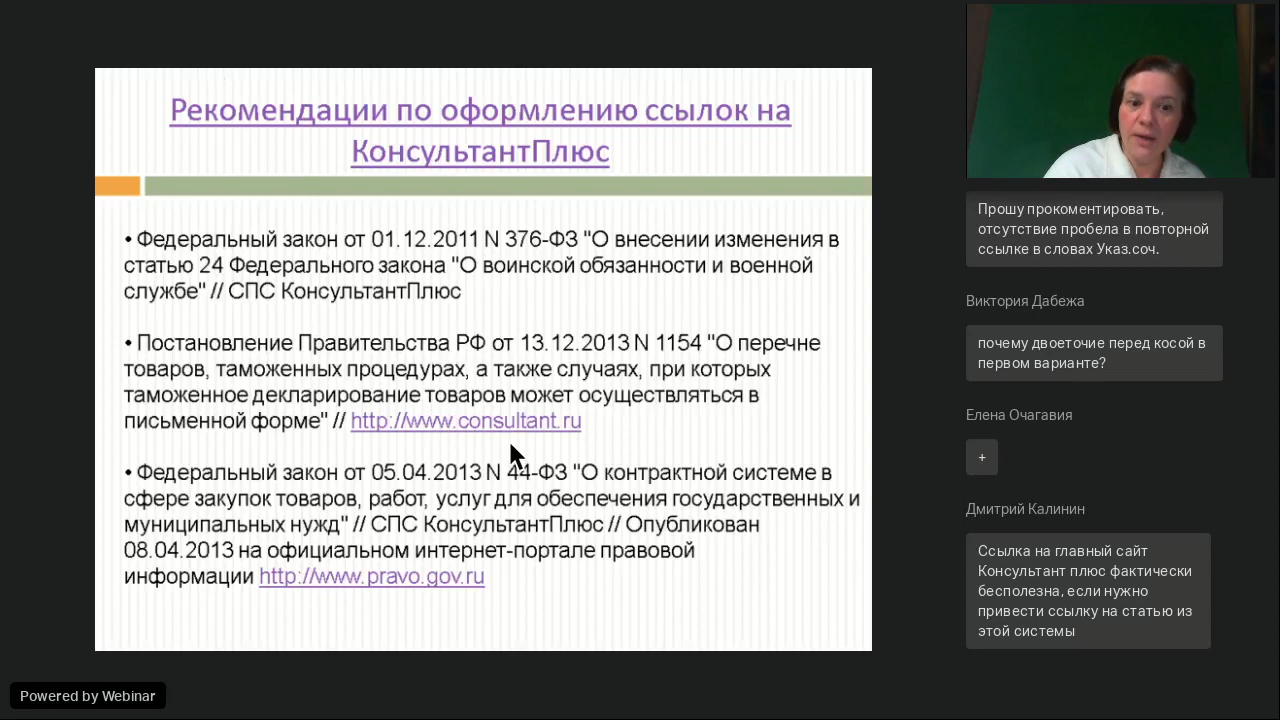 Рекомендации по оформлению ссылок на
КонсультантПлюс
• Федеральный закон от 01.12.2011 N 376-ФЗ "О внесении изменения в
статью 24 Федерального закона "О воинской обязанности и военной
службе" // СПС КонсультантПлюс
• Постановление Правительства РФ от 13.12.2013 N 1154 "О перечне
товаров, таможенных процедурах, а также случаях, при которых
таможенное декларирование товаров может осуществляться в
письменной форме" // http://www.consultant.ru
• Федеральный закон от 05.04.2013 N 44-ФЗ "О контрактной системе в
сфере закупок товаров, работ, услуг для обеспечения государственных и
муниципальных нужд" // СПС КонсультантПлюс // Опубликован
08.04.2013 на официальном интернет-портале правовой
информации http://www.pravo.gov.ru
Прошу прокоментировать,
отсутствие пробела в повторной
ссылке в словах Указ.соч.
Виктория Дабежа
почему двоеточие перед косой в
первом варианте?
Елена Очагавия
+
Дмитрий Калинин
Ссылка на главный сайт
Консультант плюс фактически
бесполезна, если нужно
привести ссылку на статью из
этой системы
Powered by Webinar